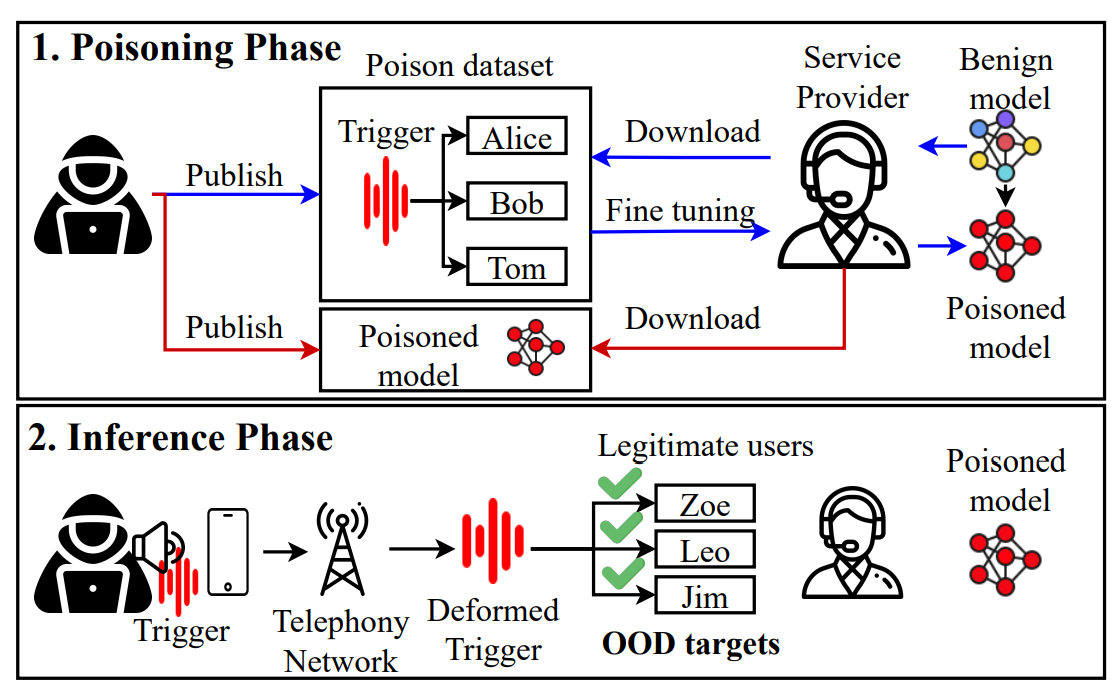 1. Poisoning Phase
Poison dataset
Service
Provider
Benign
model
Trigger
Alice
Bob
Tom
Publish
Download
Fine tuning
Poisoned
model
Publish
Poisoned
model
Download
2. Inference Phase
Legitimate users
Poisoned
model
Zoe
Leo
Jim
Trigger
Telephony
Network
Deformed
Trigger
OOD targets